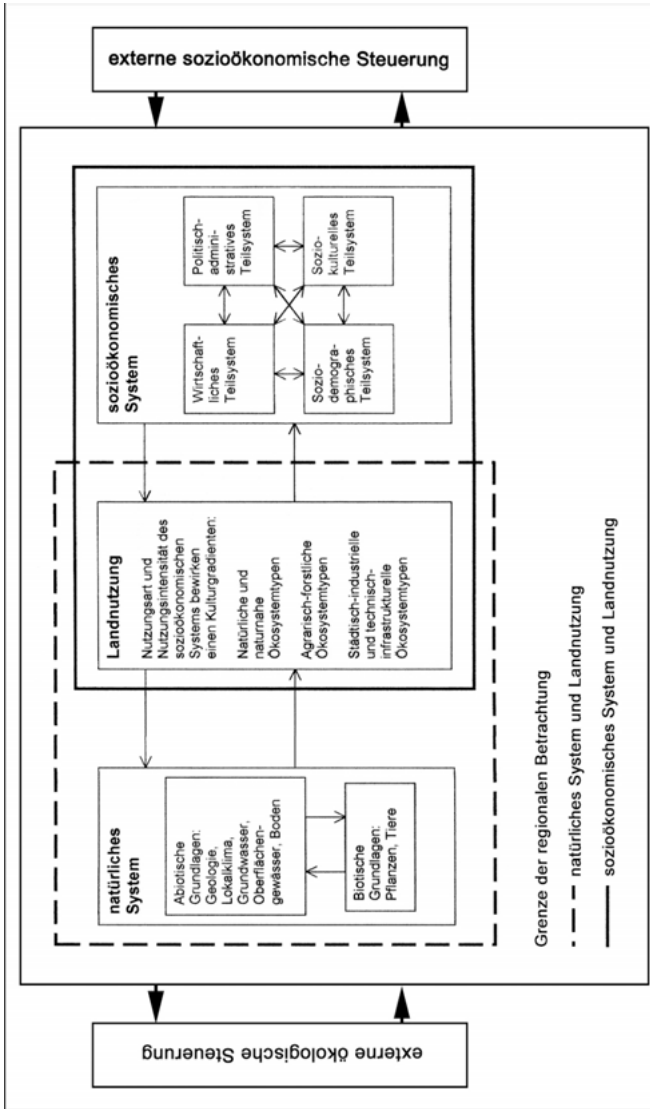 externe ökologische Steuerung
natürliches
System
Abiotische
Grundlagen:
Geologie,
Lokalklima,
Grundwasser,
Oberflächen-
gewässer, Boden
Biotische
Grundlagen:
Pflanzen, Tiere
Landnutzung
Nutzungsart und
Nutzungsintensität des
sozioökonomischen
Systems bewirken
einen Kulturgradienten:
Natürliche und
naturnahe
Ökosystemtypen
Agrarisch-forstliche
Ökosystemtypen
Städtisch-industrielle
und technisch-
infrastrukturelle
Ökosystemtypen
sozioökonomisches
System
Wirtschaft-
liches
Teilsystem
Politisch-
admini-
stratives
Teilsystem
Sozio-
demogra-
phisches
Teilsystem
Sozio-
kulturelles
Teilsystem
externe sozioökonomische Steuerung
Grenze der regionalen Betrachtung
natürliches System und Landnutzung
sozioökonomisches System und Landnutzung